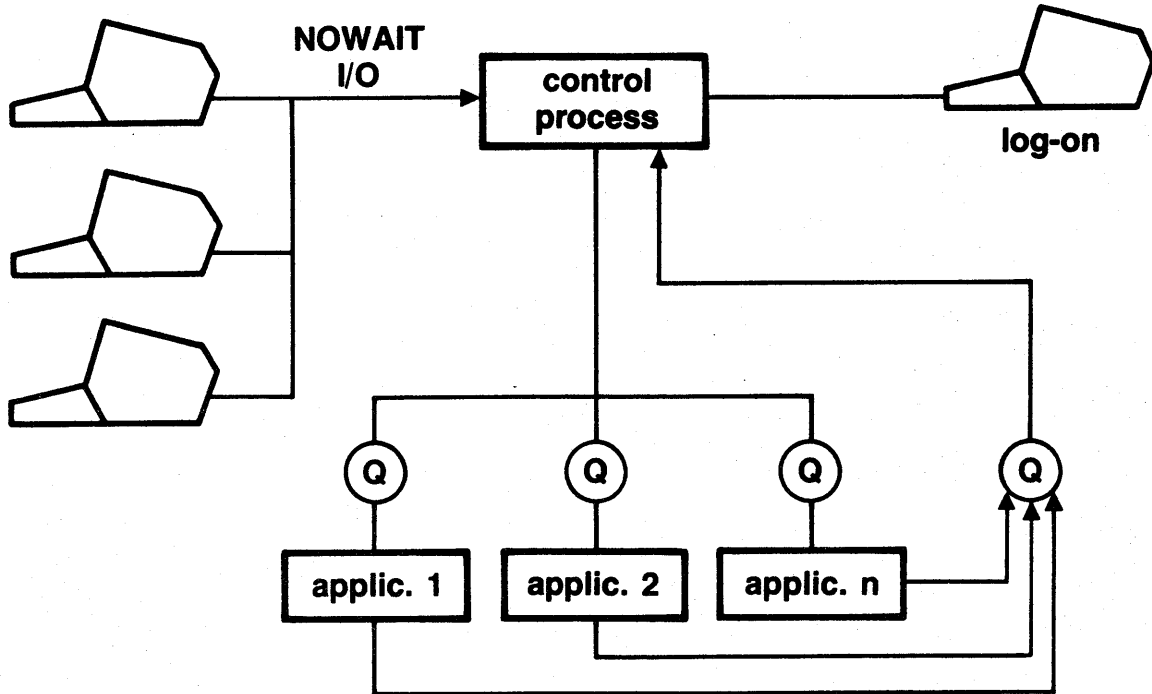 NOWAIT
I/O
control
process
log-on
Q
Q
Q
Q
applic. 1
applic. 2
applic. n